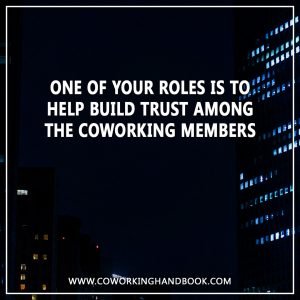 ONE OF YOUR ROLES IS TO
HELP BUILD TRUST AMONG
THE COWORKING MEMBERS
WWW.COWORKINGHANDBOOK.COM